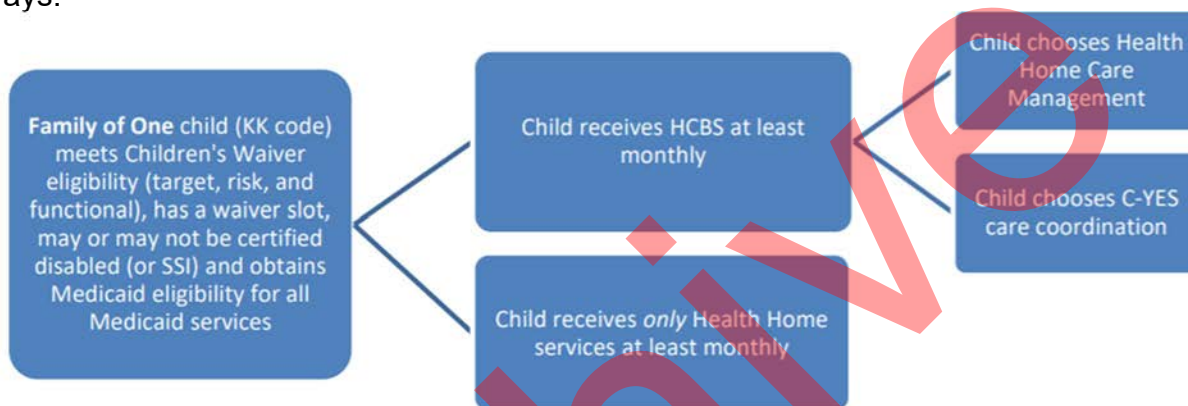 ays:
Family of One child (KK code)
meets Children's Waiver
eligibility (target, risk, and
functional), has a waiver slot,
may or may not be certified
disabled (or SSI) and obtains
Medicaid eligibility for all
Medicaid services
Child receives HCBS at least
monthly
Child receives only Health Home
services at least monthly
Child chooses Health
Home Care
Management
Child chooses C-YES
care coordination